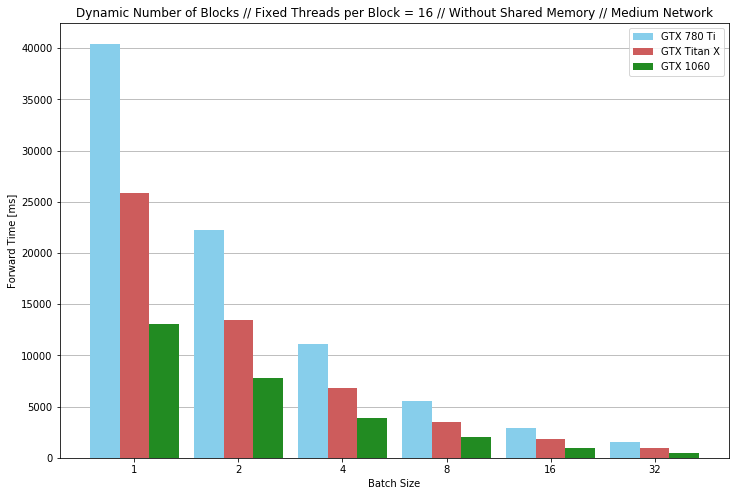 Dynamic Number of Blocks // Fixed Threads per Block = 16 // Without Shared Memory // Medium Network
GTX 780 Ti
GTX Titan X
GTX 1060
Forward Time [ms]
40000
35000
30000
25000
20000
15000
10000
5000
0
1 2 4 8 16 32
Batch Size